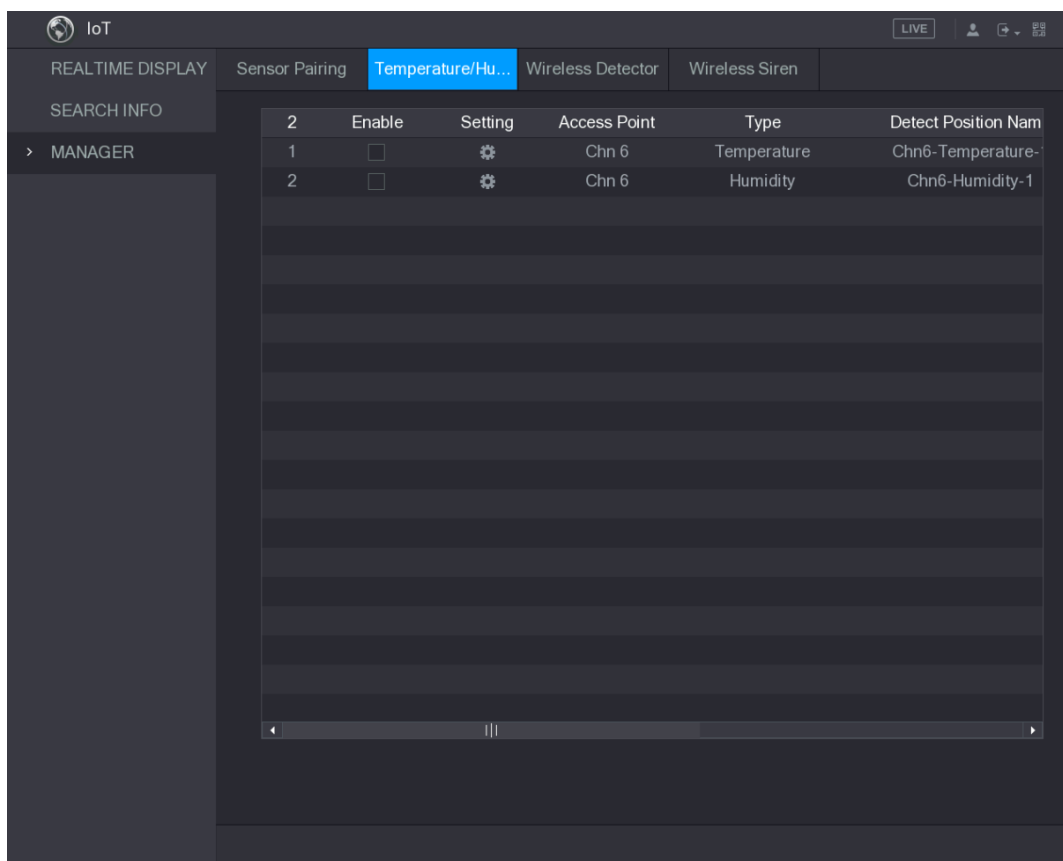 IoT
LIVE
REALTIME DISPLAY
SEARCH INFO
MANAGER
Sensor Pairing Temperature/Hu... Wireless Detector Wireless Siren
2 Enable Setting Access Point Type Detect Position Nam
1 Chn 6 Temperature Chn6-Temperature-
2 Chn 6 Humidity Chn6-Humidity-1